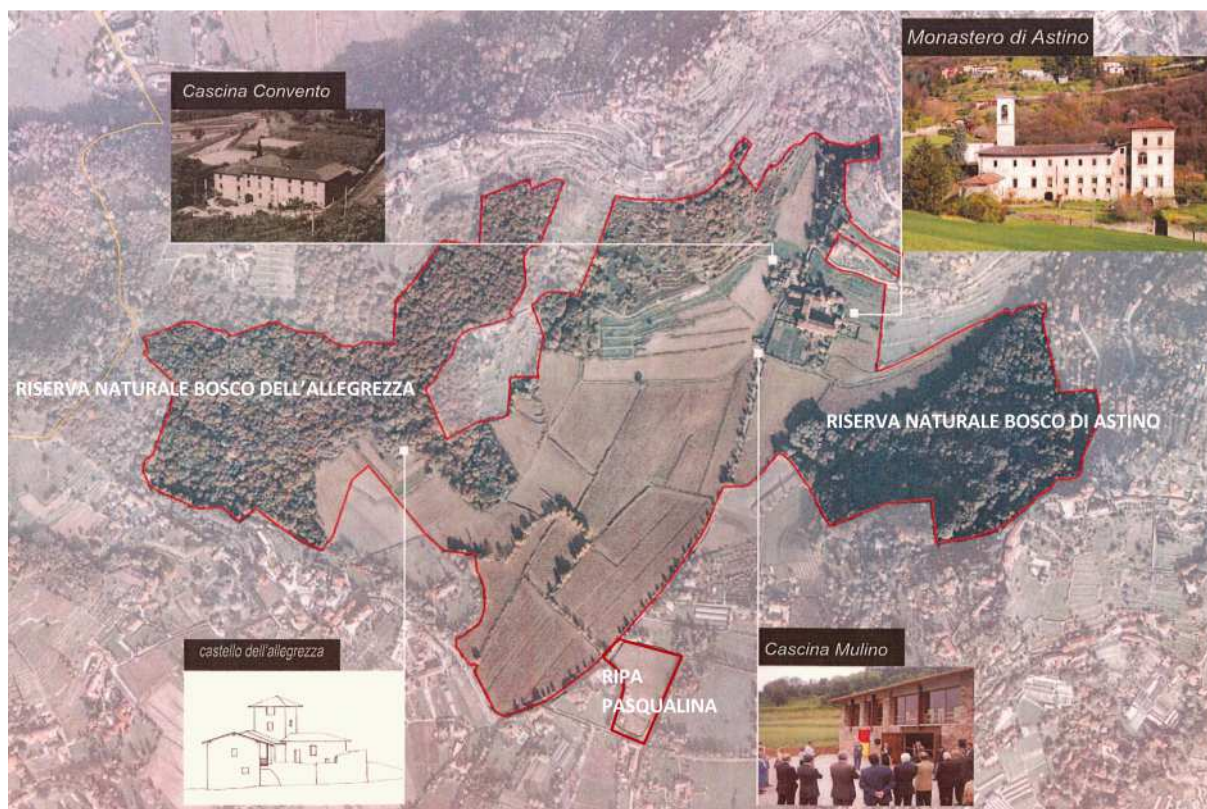 Monastero di Astino
Cascina Convento
RISERVA NATURALE BOSCO DELL'ALLEGREZZA
RISERVA NATURALE BOSCO DI ASTINO
castello dell'allegrezza
Cascina Mulino
RIPA
PASQUALINA